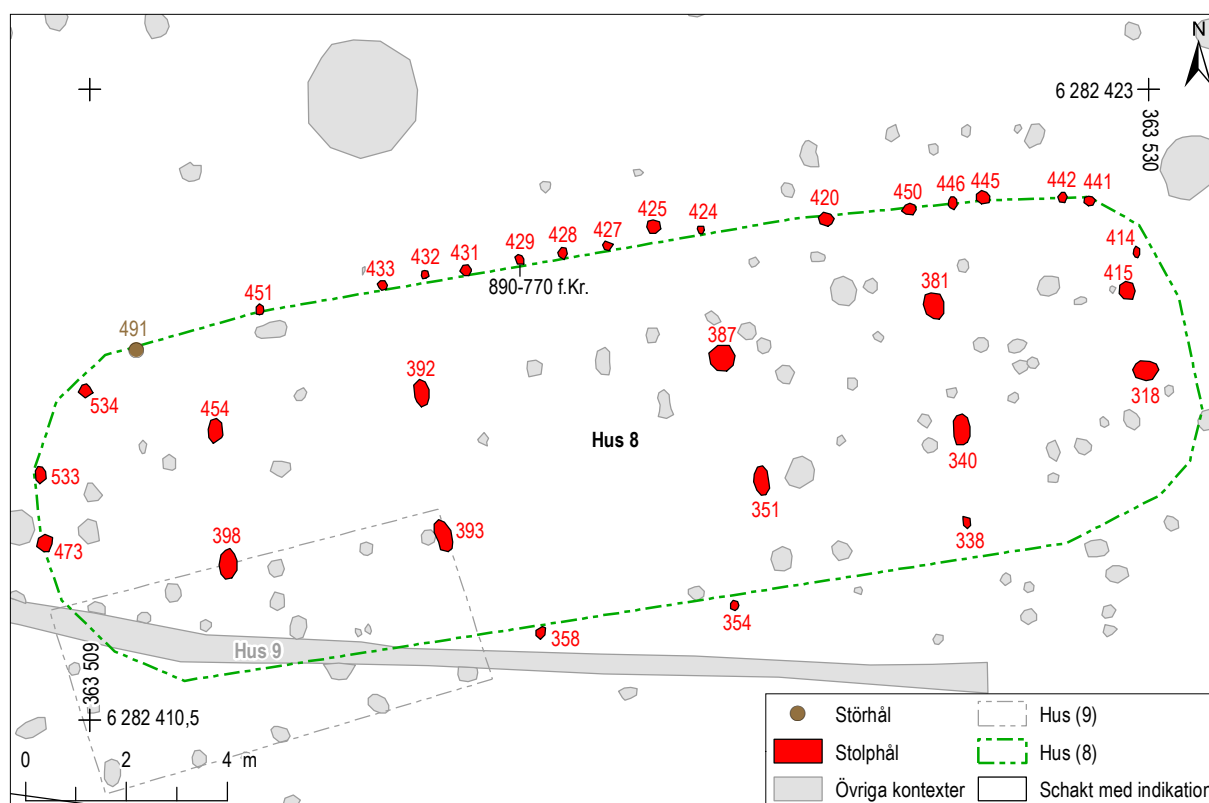 N
6 282 423
363 530
420
450
446
445
442
441
425
424
427
428
429
431
432
433
414
415
451
890-770 f.Kr.
381
491
387
392
318
534
454
Hus 8
340
533
351
393
398
338
473
354
358
Hus 9
363 509
6 282 410,5
0 2 4 m
Störhål
Hus (9)
Stolphål
Hus (8)
Övriga kontexter
Schakt med indikation